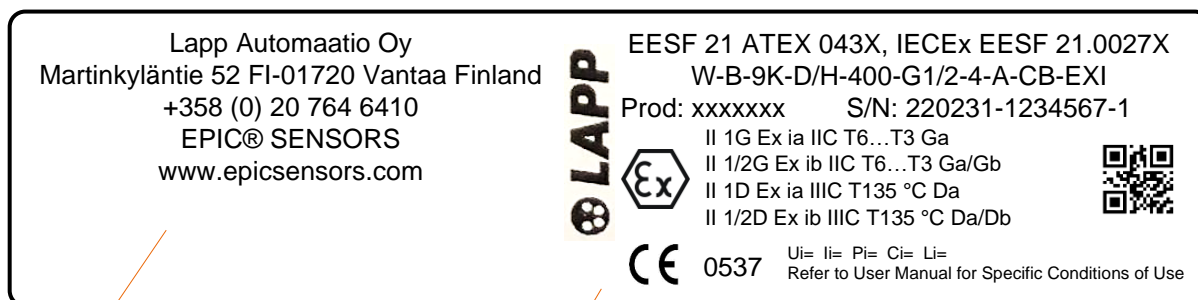 Lapp Automaatio Oy
Martinkyläntie 52 FI-01720 Vantaa Finland
+358 (0) 20 764 6410
EPIC® SENSORS
www.epicsensors.com
LAPP
EESF 21 ATEX 043X, IECEx EESF 21.0027X
W-B-9K-D/H-400-G1/2-4-A-CB-EXI
Prod: xxxxxxx S/N: 220231-1234567-1
Ex
II 1G Ex ia IIC T6…T3 Ga
II 1/2G Ex ib IIC T6…T3 Ga/Gb
II 1D Ex ia IIIC T135 °C Da
II 1/2D Ex ib IIIC T135 °C Da/Db
CE 0537
Ui= Ii= Pi= Ci= Li=
Refer to User Manual for Specific Conditions of Use